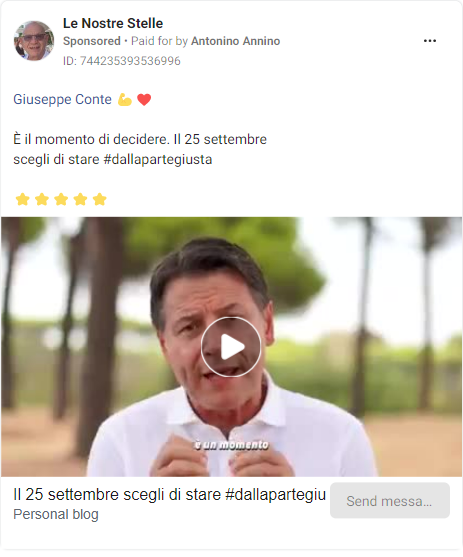 Le Nostre Stelle
Sponsored • Paid for by Antonino Annino
ID: 744235393536996
Giuseppe Conte 💪 ❤️
È il momento di decidere. Il 25 settembre
scegli di stare #dallapartegiusta
⭐⭐⭐⭐⭐
è un momento
Il 25 settembre scegli di stare #dallapartegiu
Send messa...
Personal blog